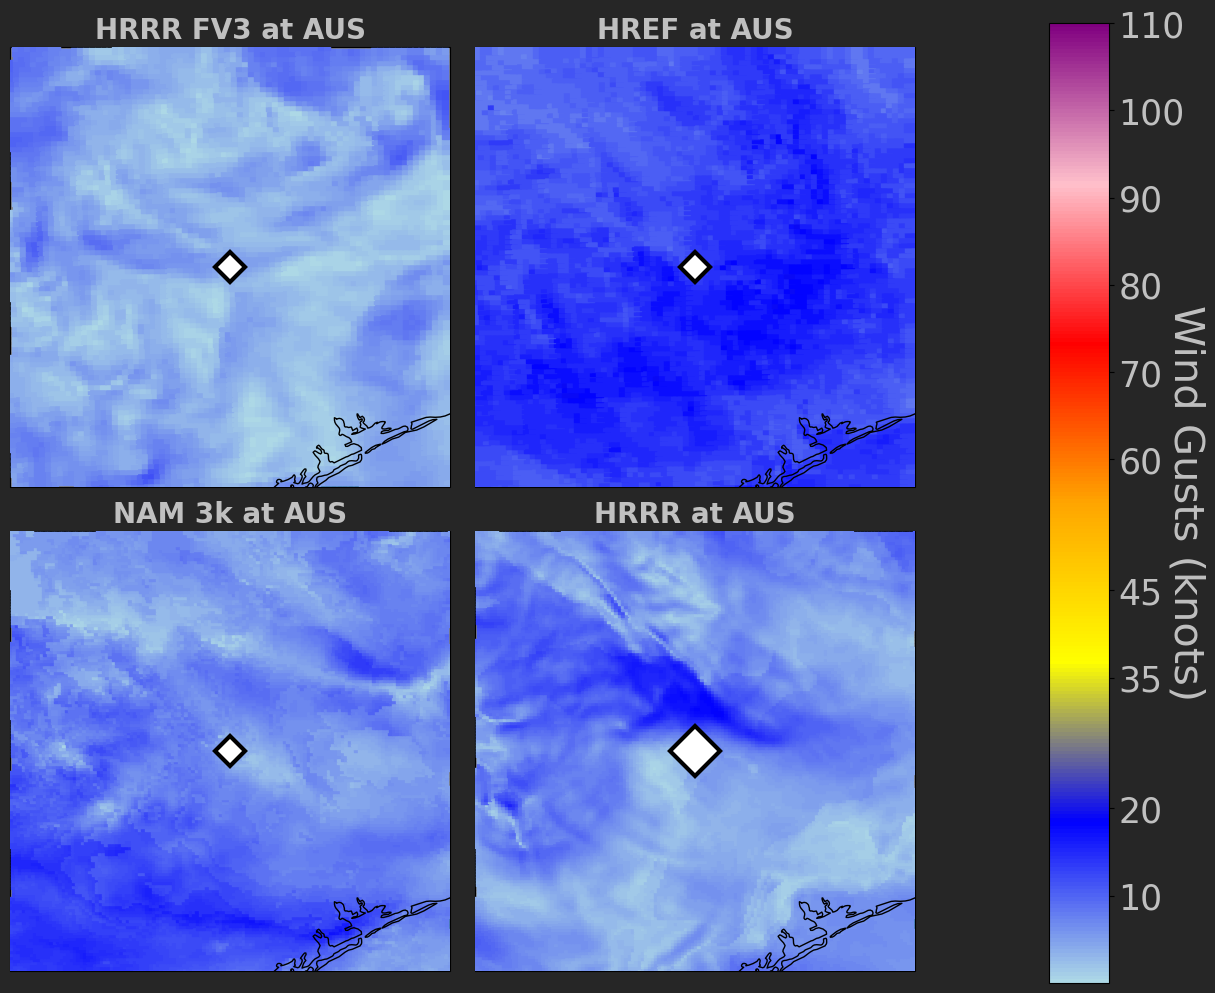 HRRR FV3 at AUS
HREF at AUS
NAM 3k at AUS
HRRR at AUS
110
100
90
80
70
60
45
35
20
10
Wind Gusts (knots)